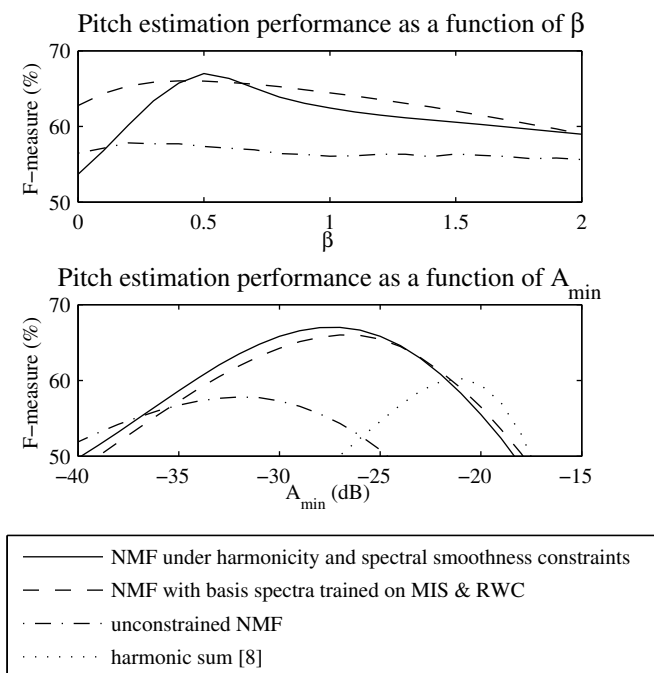 Pitch estimation performance as a function of β
70
60
50
F−measure (%)
0
0.5
1
1.5
2
β
Pitch estimation performance as a function of A_min
70
60
50
F−measure (%)
−40
−35
−30
−25
−20
−15
A_min (dB)
NMF under harmonicity and spectral smoothness constraints
NMF with basis spectra trained on MIS & RWC
unconstrained NMF
harmonic sum [8]